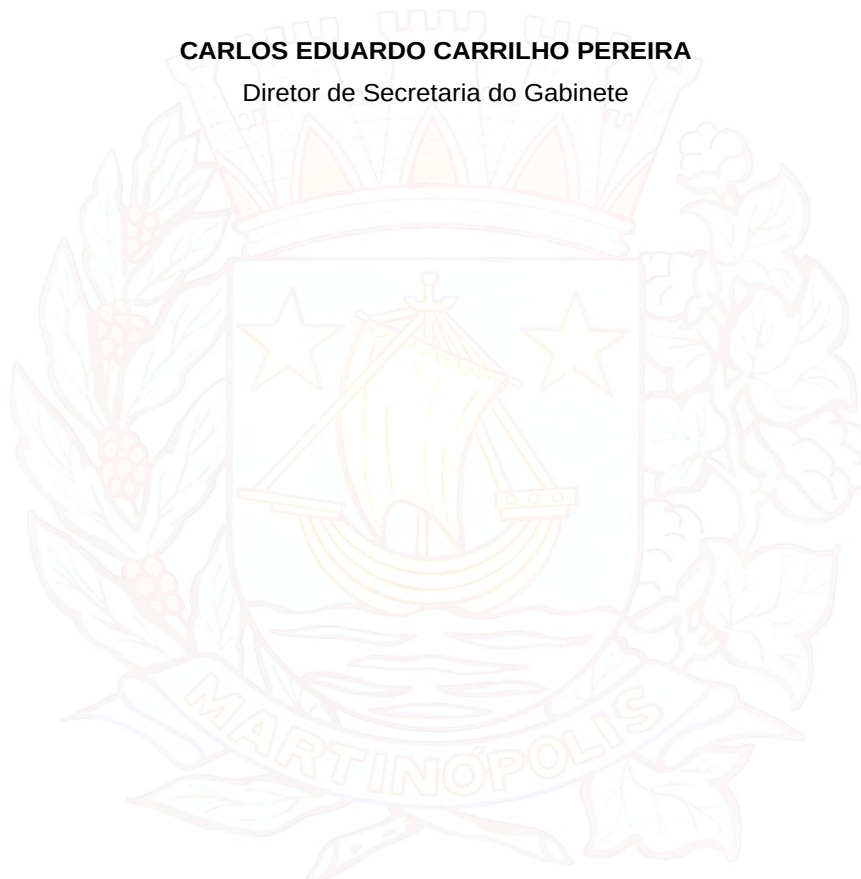 CARLOS EDUARDO CARRILHO PEREIRA
Diretor de Secretaria do Gabinete
MARTINÓPOLIS